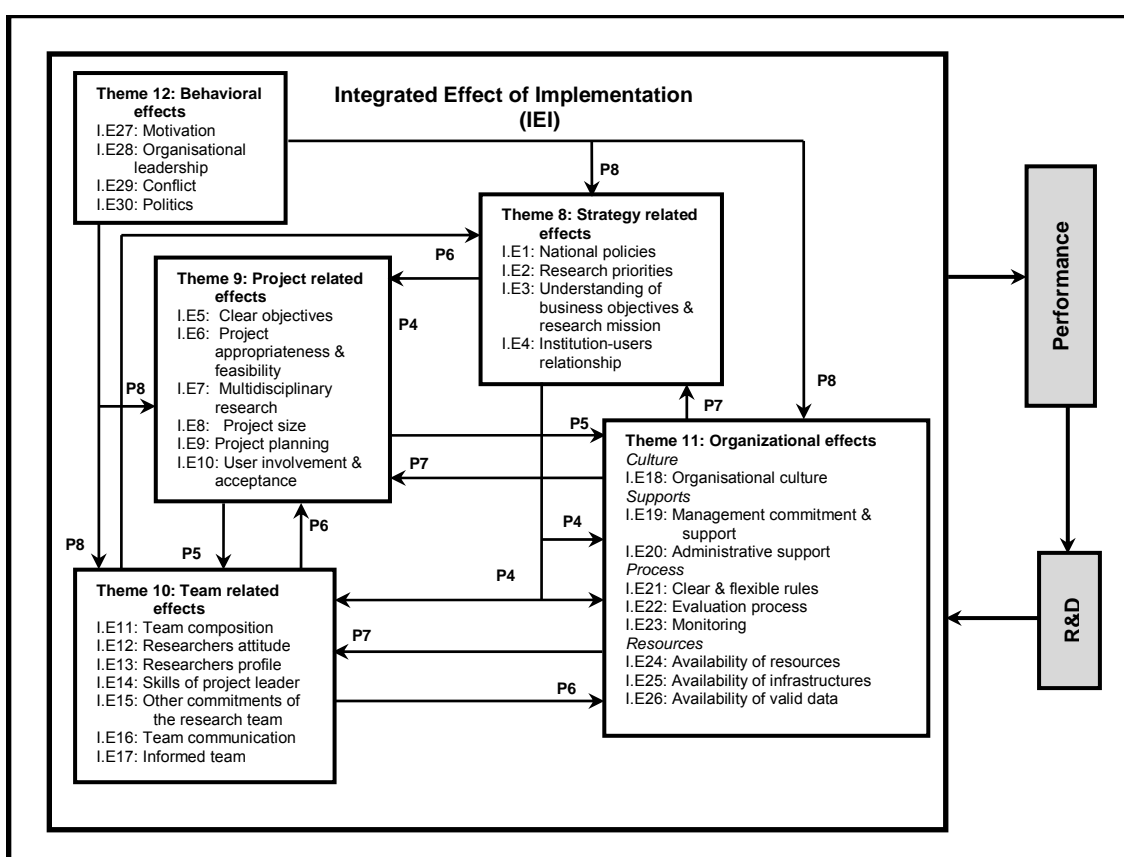 Integrated Effect of Implementation
(IEI)
Theme 12: Behavioral
effects
I.E27: Motivation
I.E28: Organisational
leadership
I.E29: Conflict
I.E30: Politics
P8
Theme 8: Strategy related
effects
I.E1: National policies
I.E2: Research priorities
I.E3: Understanding of
business objectives &
research mission
I.E4: Institution-users
relationship
P6
P4
Theme 9: Project related
effects
I.E5: Clear objectives
I.E6: Project
appropriateness &
feasibility
I.E7: Multidisciplinary
research
I.E8: Project size
I.E9: Project planning
I.E10: User involvement &
acceptance
P8
P8
P7
P5
P7
Theme 11: Organizational effects
Culture
I.E18: Organisational culture
Supports
I.E19: Management commitment &
support
I.E20: Administrative support
Process
I.E21: Clear & flexible rules
I.E22: Evaluation process
I.E23: Monitoring
Resources
I.E24: Availability of resources
I.E25: Availability of infrastructures
I.E26: Availability of valid data
P6
P4
P8
P5
P4
P7
P6
Theme 10: Team related
effects
I.E11: Team composition
I.E12: Researchers attitude
I.E13: Researchers profile
I.E14: Skills of project leader
I.E15: Other commitments of
the research team
I.E16: Team communication
I.E17: Informed team
Performance
R&D